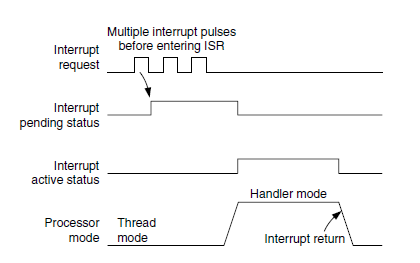 Multiple interrupt pulses
before entering ISR
Interrupt
request
Interrupt
pending status
Interrupt
active status
Handler mode
Processor
mode
Thread
mode
Interrupt return